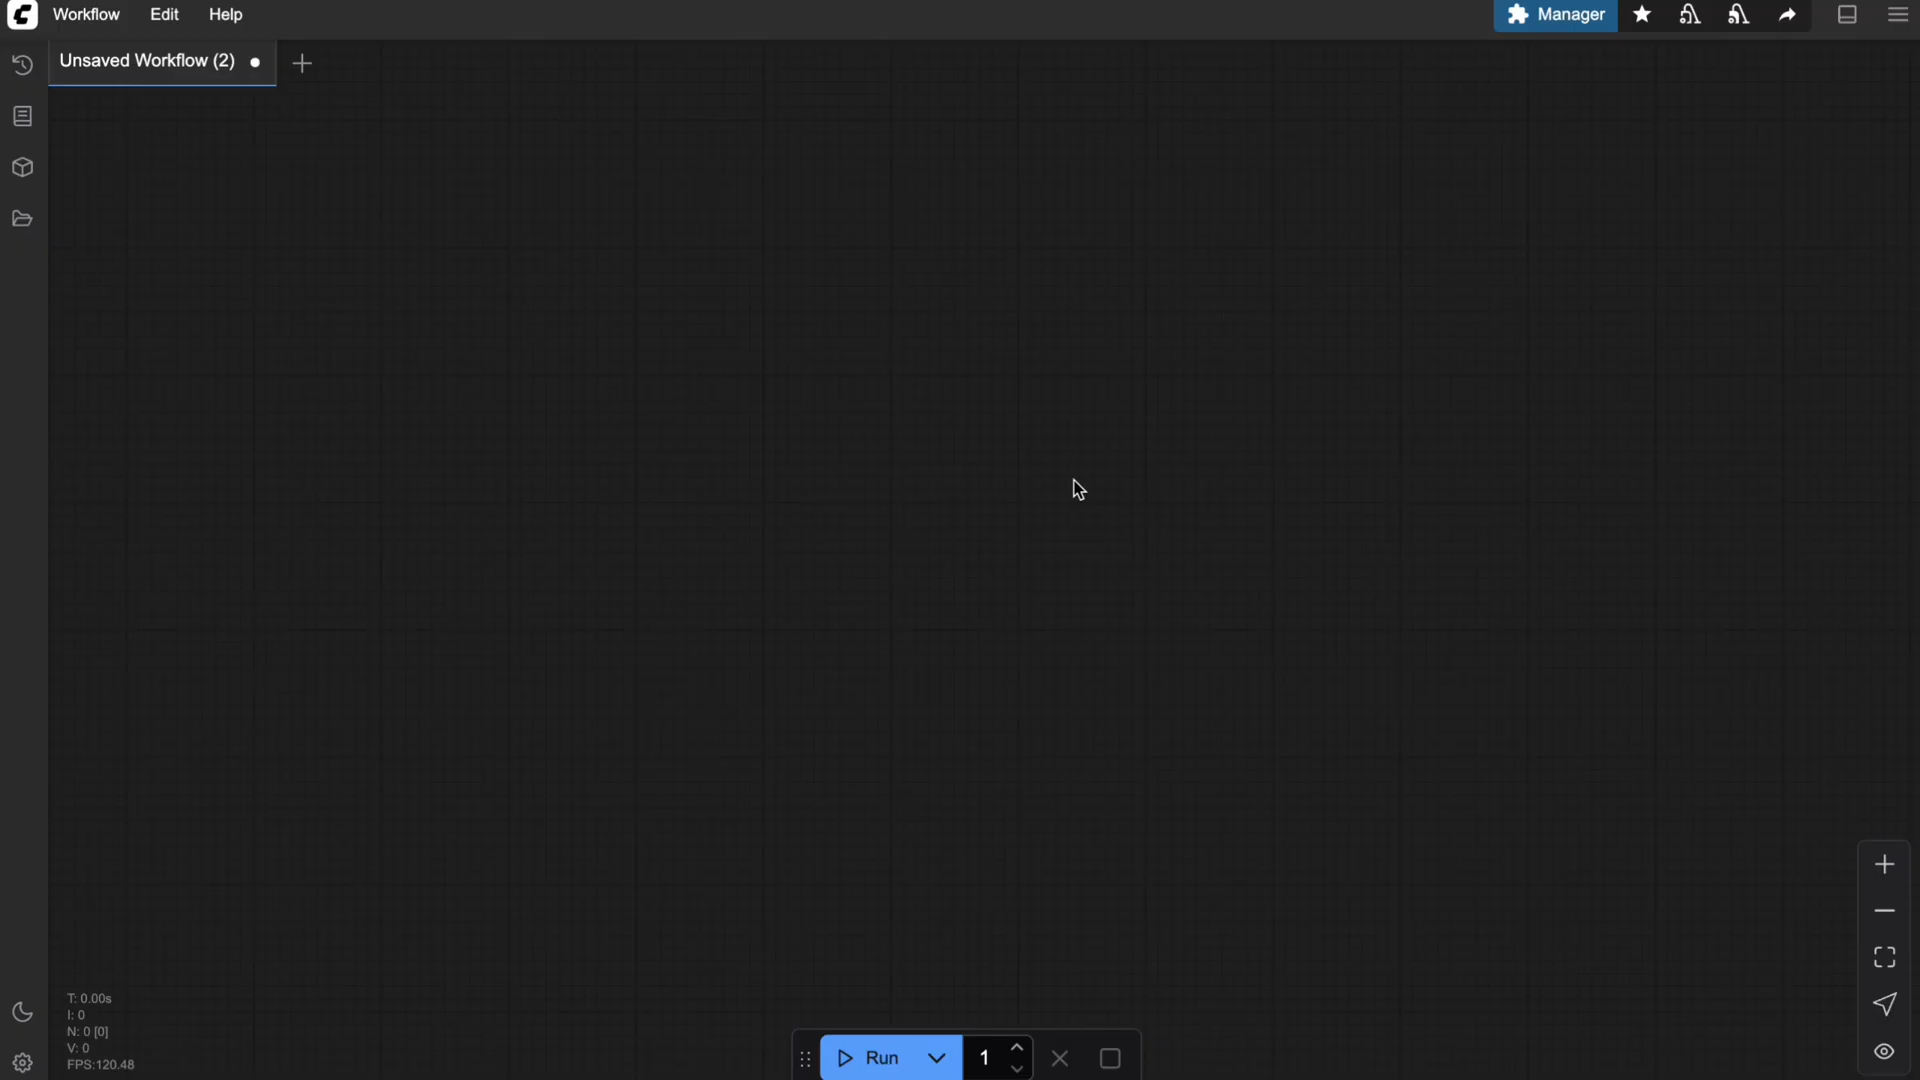 Workflow Edit Help
Manager
Unsaved Workflow (2)
T: 0.00s
I: 0
N: 0 [0]
V: 0
FPS:120.48
Run
1